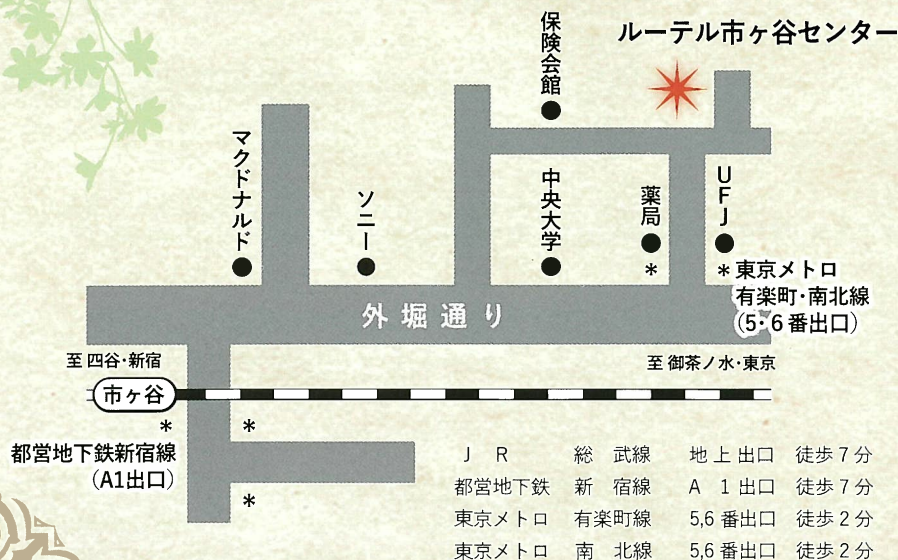 ルーテル市ヶ谷センター
保険会館
マクドナルド
ソニー
中央大学
薬局
UFJ
＊
＊東京メトロ
有楽町・南北線
（5・6番出口）
外堀通り
至 四谷・新宿
至 御茶ノ水・東京
市ヶ谷
＊
＊
都営地下鉄新宿線
（A1出口）
＊
ＪＲ 総武線 地上出口 徒歩7分
都営地下鉄 新宿線 A1出口 徒歩7分
東京メトロ 有楽町線 5,6番出口 徒歩2分
東京メトロ 南北線 5,6番出口 徒歩2分